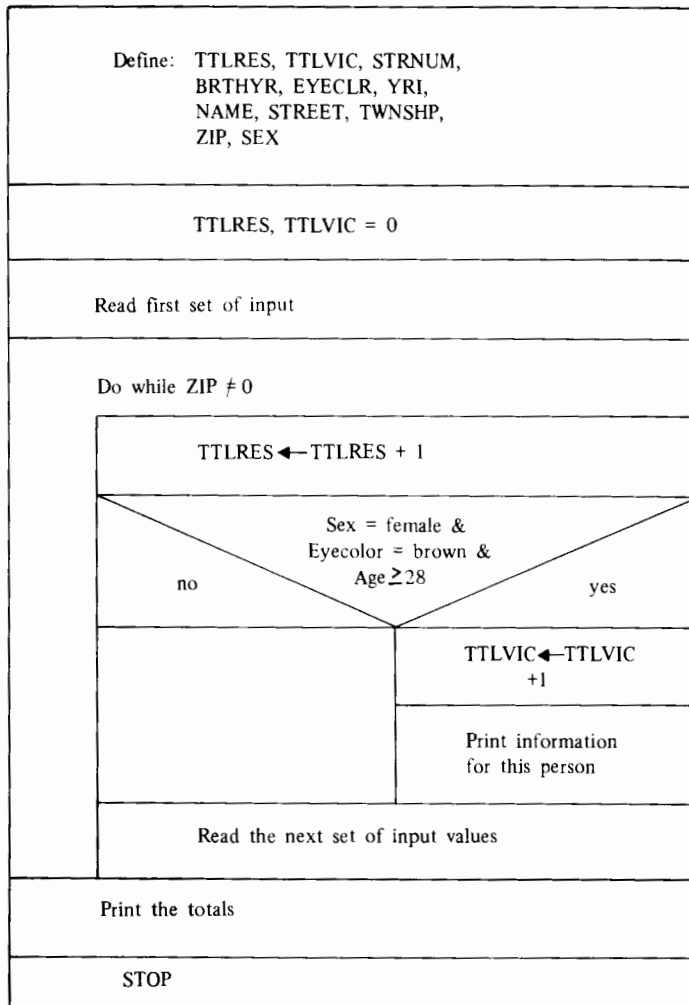 Define: TTLRES, TTLVIC, STRNUM,
BRTHYR, EYECLR, YRI,
NAME, STREET, TWNSHP,
ZIP, SEX
TTLRES, TTLVIC = 0
Read first set of input
Do while ZIP ≠ 0
TTLRES ← TTLRES + 1
Sex = female &
Eyecolor = brown &
Age ≥ 28
no
yes
TTLVIC ← TTLVIC
+1
Print information
for this person
Read the next set of input values
Print the totals
STOP